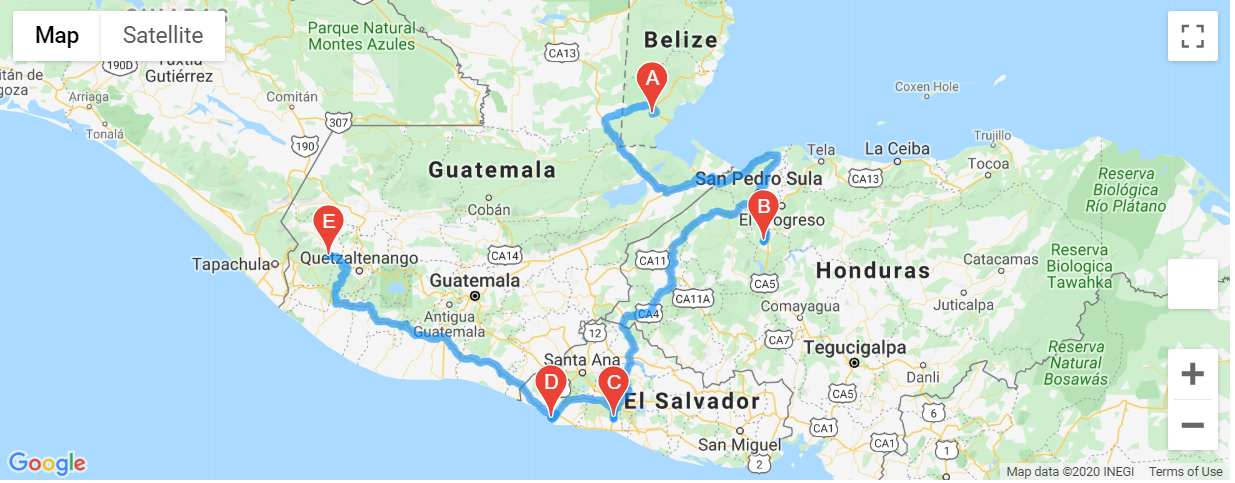 Map
Satellite
Parque Natural
Montes Azules
190D
Tuxtla
Gutiérrez
Arriaga
Tonalá
Comitán
307
190
CA13
Belize
A
Coxen Hole
Tela
La Ceiba
Trujillo
Tocoa
CA13
Reserva
Biológica
Río Plátano
San Pedro Sula
B
El Progreso
Guatemala
Cobán
E
Quetzaltenango
Tapachula
CA14
Guatemala
Antigua
Guatemala
CA11
Honduras
CA5
CA11A
CA4
Comayagua
CA7
Tegucigalpa
Catacamas
Juticalpa
Reserva
Biologica
Tawahka
Reserva
Natural
Bosawás
Danli
12
Santa Ana
D
C
El Salvador
San Miguel
2
CA5
CA1
CA1
6
1
Google
Map data ©2020 INEGI
Terms of Use